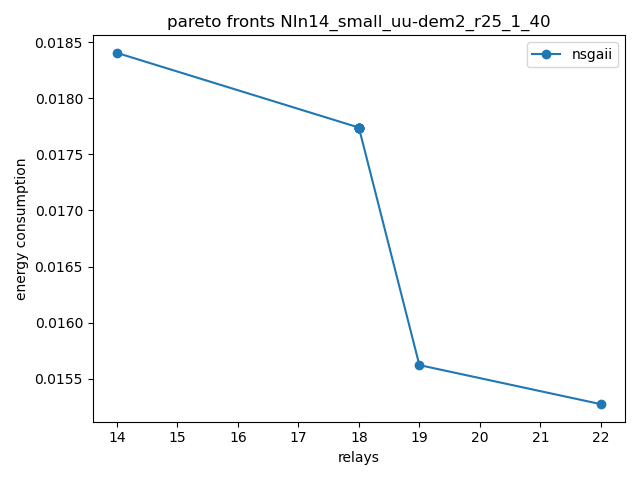 pareto fronts NIn14_small_uu-dem2_r25_1_40
nsgaii
0.0185
0.0180
0.0175
0.0170
0.0165
0.0160
0.0155
energy consumption
14 15 16 17 18 19 20 21 22
relays